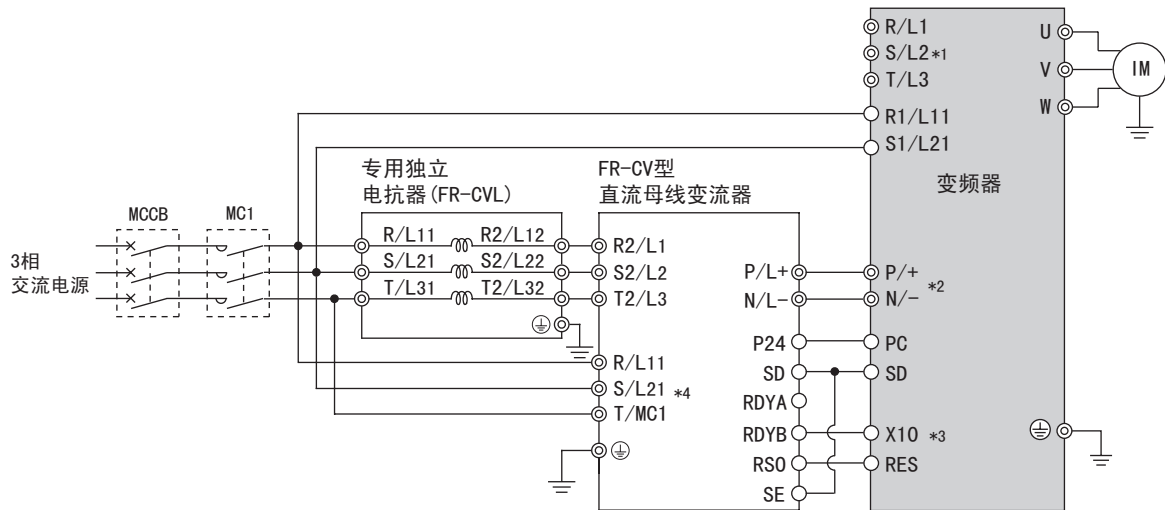 R/L1
S/L2*1
T/L3
R1/L11
S1/L21
U
V
W
IM
变频器
专用独立
电抗器(FR-CVL)
FR-CV型
直流母线变流器
MCCB
MC1
3相
交流电源
R/L11
R2/L12
S/L21
S2/L22
T/L31
T2/L32
R2/L1
S2/L2
T2/L3
P/L+
N/L-
P/+
N/-
*2
P24
PC
SD
SD
RDYA
RDYB
X10 *3
RSO
RES
SE
R/L11
S/L21 *4
T/MC1